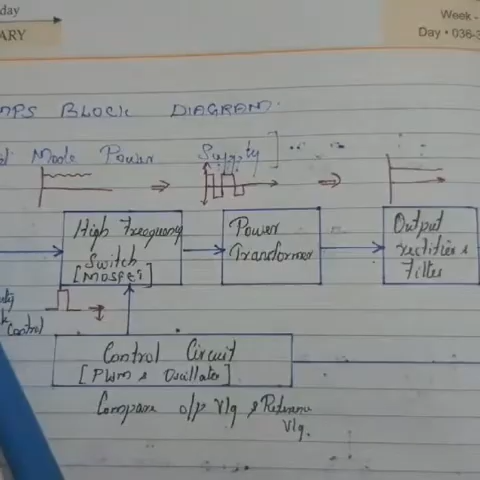 day
ARY
Week -
Day • 036-3
MPS BLOCK DIAGRAM.
Mode Power Supply ]
High Frequency
Switch
[MOSFET]
Power
Transformer
Output
rectifier &
Filter
Control
Control Circuit
[PWM & Oscillator]
Compare o/p Vlg & Reference
Vlg.